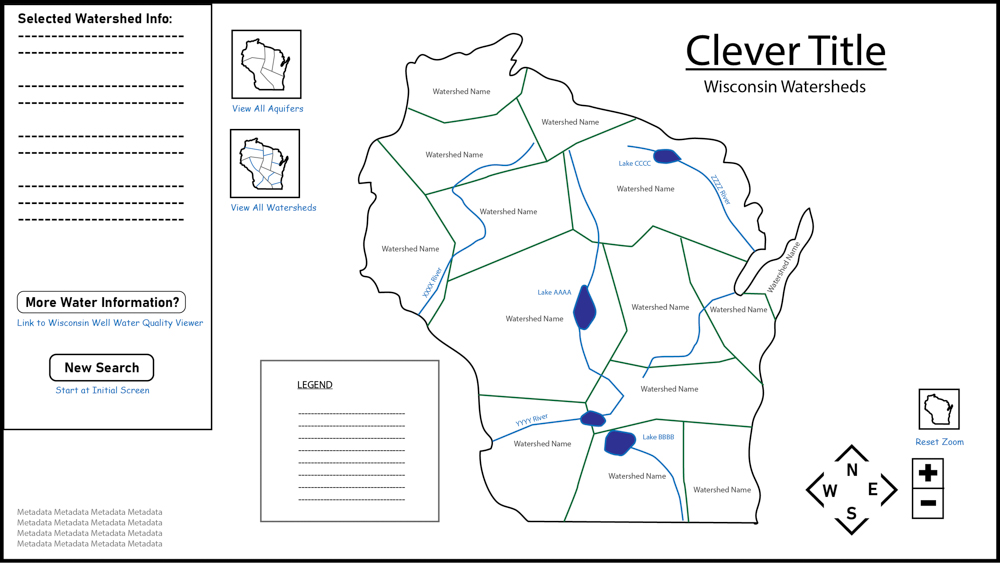 Selected Watershed Info:
View All Aquifers
View All Watersheds
Clever Title
Wisconsin Watersheds
Watershed Name
Watershed Name
Watershed Name
Lake CCCC
Watershed Name
ZZZZ River
Watershed Name
Watershed Name
Watershed Name
XXXX River
Lake AAAA
Watershed Name
Watershed Name
Watershed Name
Watershed Name
YYYY River
Watershed Name
Lake BBBB
Watershed Name
Watershed Name
More Water Information?
Link to Wisconsin Well Water Quality Viewer
New Search
Start at Initial Screen
LEGEND
Reset Zoom
N
W E
S
+
-
Metadata Metadata Metadata Metadata
Metadata Metadata Metadata Metadata
Metadata Metadata Metadata Metadata
Metadata Metadata Metadata Metadata